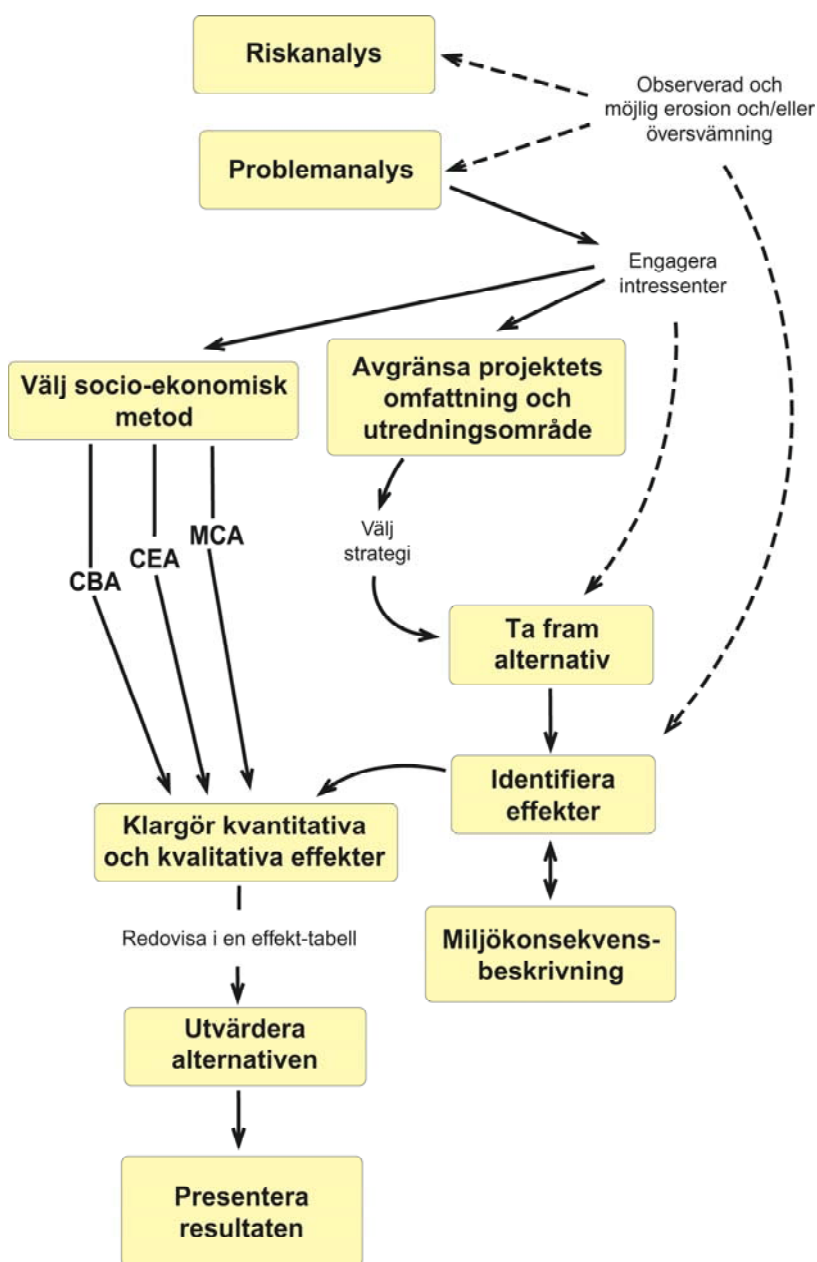 Riskanalys
Observerad och
möjlig erosion och/eller
översvämning
Problemanalys
Engagera
intressenter
Välj socio-ekonomisk
metod
Avgränsa projektets
omfattning och
utredningsområde
CBA
CEA
MCA
Välj
strategi
Ta fram
alternativ
Identifiera
effekter
Klargör kvantitativa
och kvalitativa effekter
Miljökonsekvens-
beskrivning
Redovisa i en effekt-tabell
Utvärdera
alternativen
Presentera
resultaten